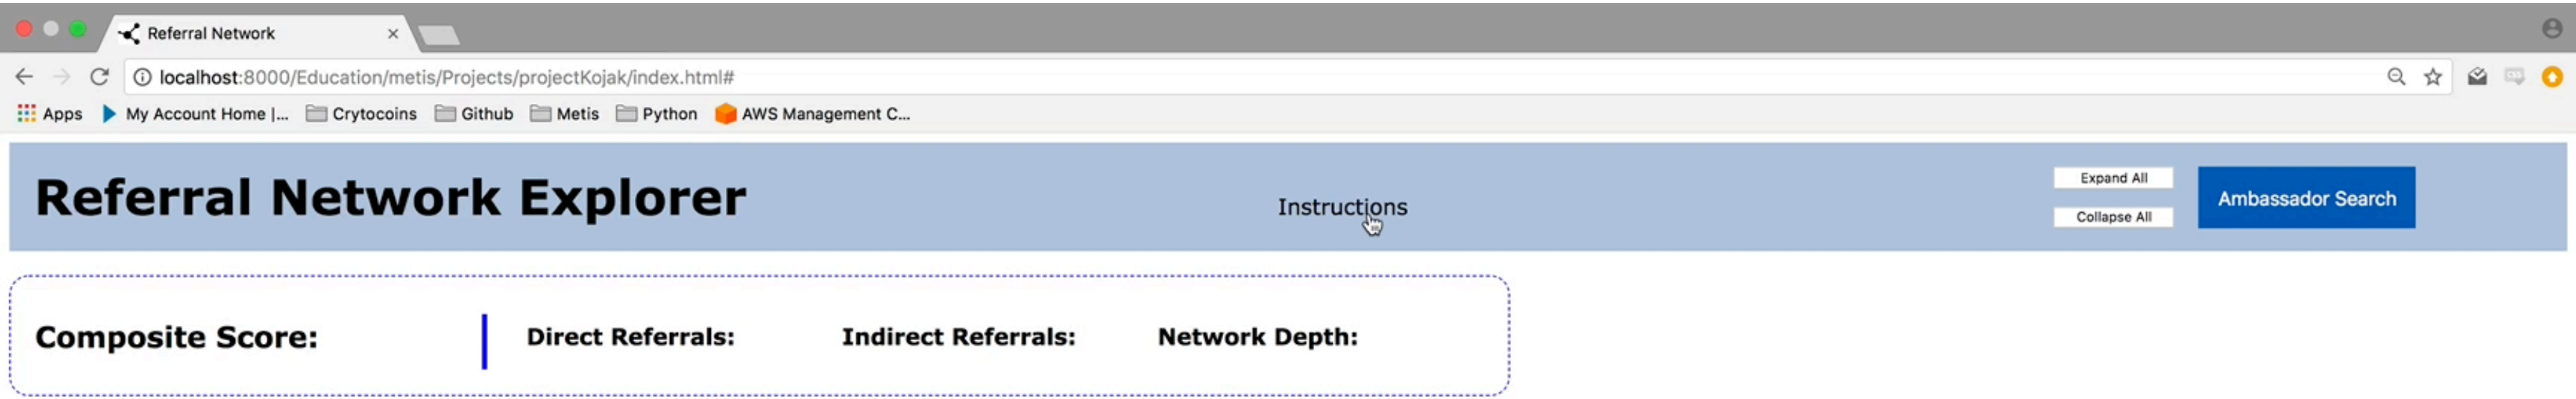 Referral Network
localhost:8000/Education/metis/Projects/projectKojak/index.html#
Apps My Account Home |... Crytocoins Github Metis Python AWS Management C...
Referral Network Explorer
Instructions
Expand All
Collapse All
Ambassador Search
Composite Score: Direct Referrals: Indirect Referrals: Network Depth: